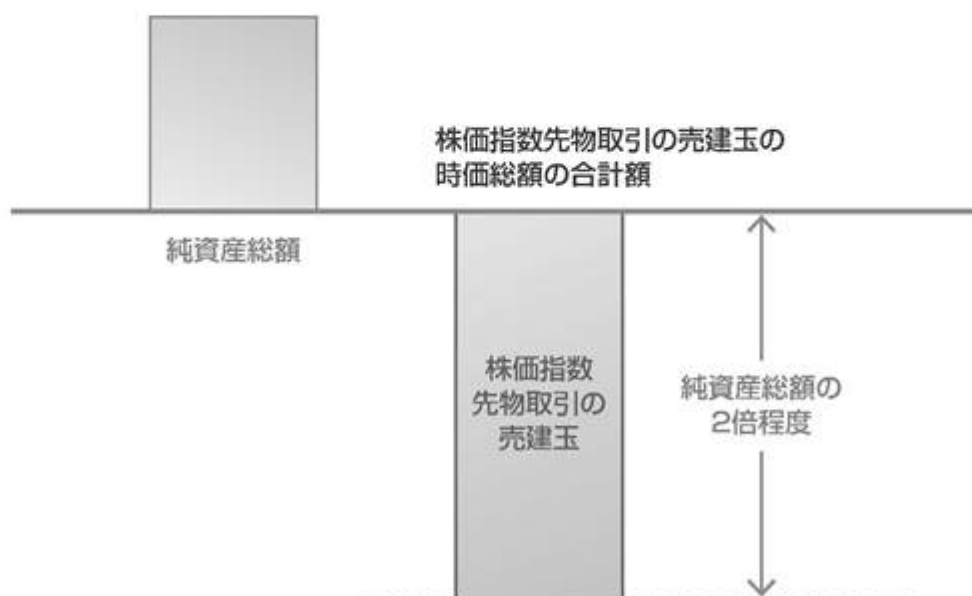 株価指数先物取引の売建玉の
時価総額の合計額
純資産総額
株価指数
先物取引の
売建玉
純資産総額の
2倍程度